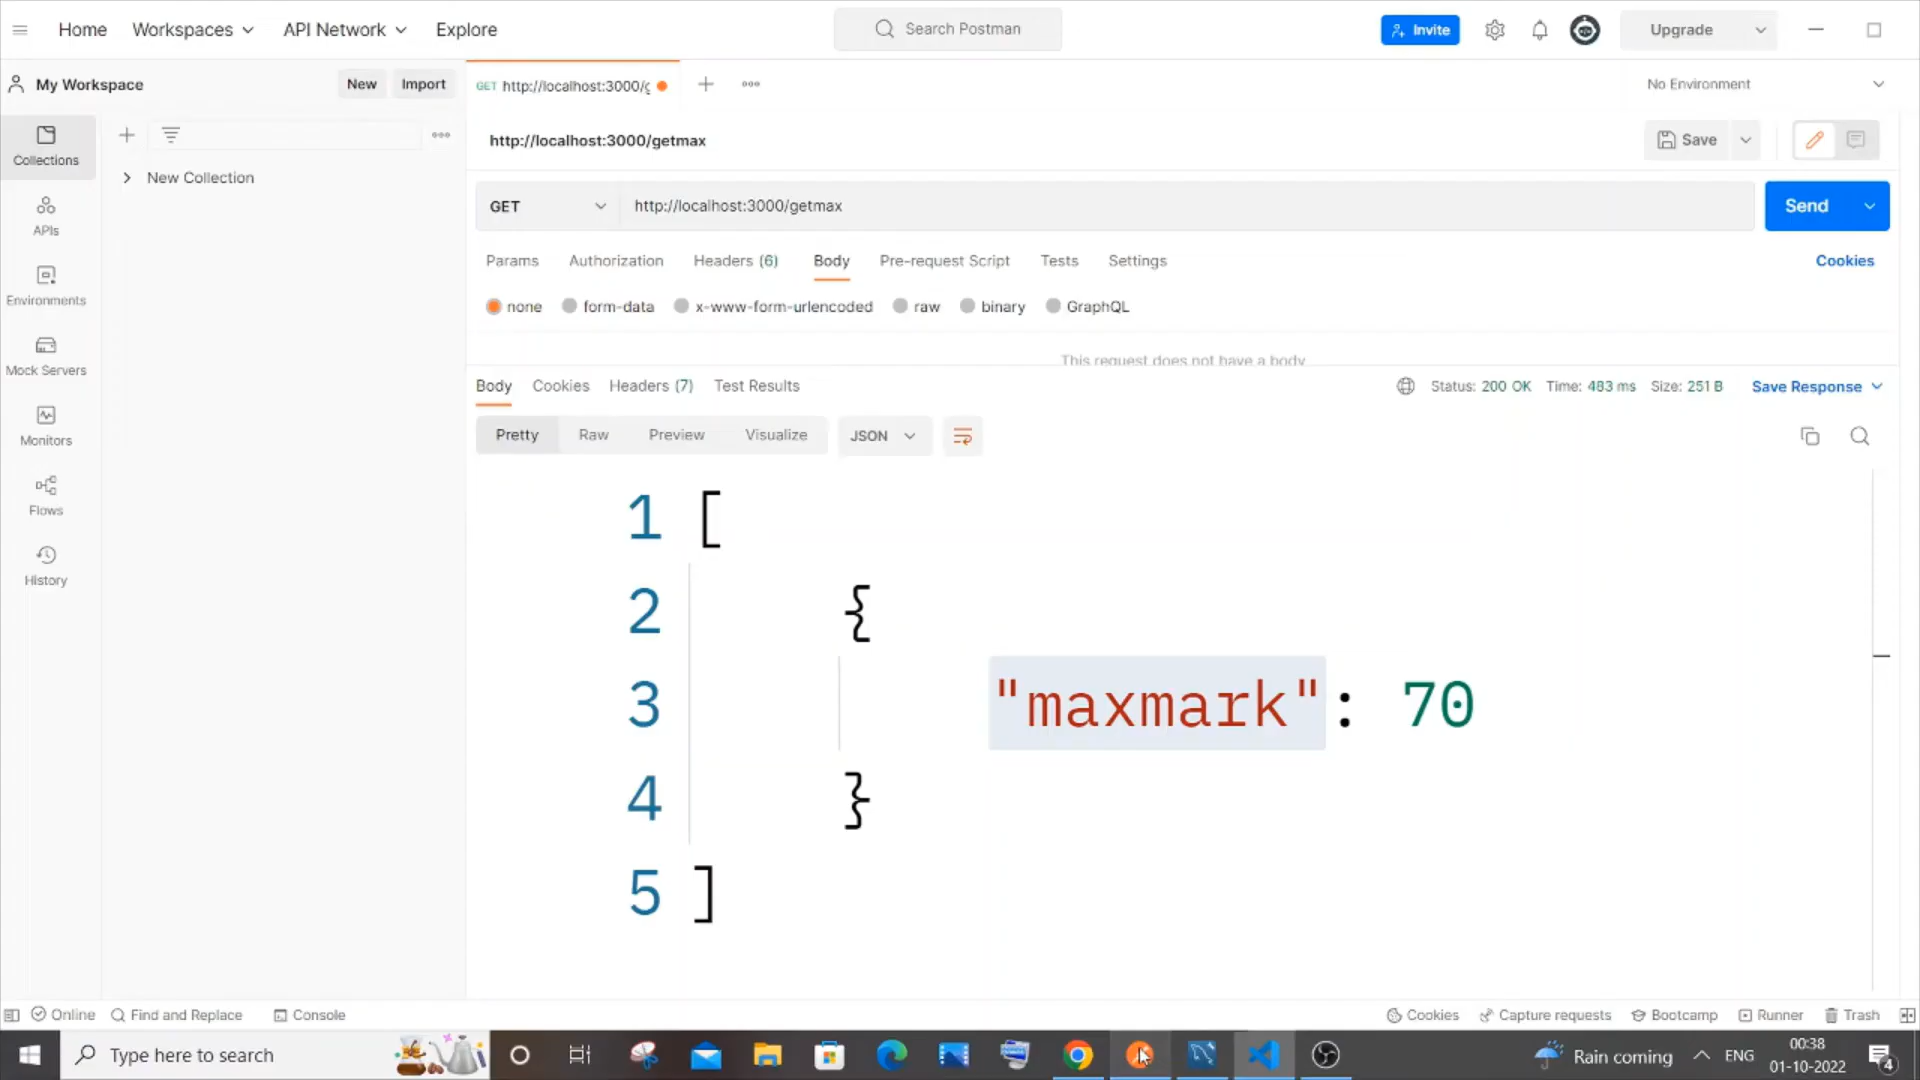 Home Workspaces API Network Explore Search Postman Invite Upgrade
My Workspace New Import GET http://localhost:3000/g No Environment
http://localhost:3000/getmax Save
Collections
New Collection
GET http://localhost:3000/getmax Send
APIs
Params Authorization Headers (6) Body Pre-request Script Tests Settings Cookies
Environments
none form-data x-www-form-urlencoded raw binary GraphQL
This request does not have a body
Mock Servers
Body Cookies Headers (7) Test Results Status: 200 OK Time: 483 ms Size: 251 B Save Response
Pretty Raw Preview Visualize JSON
Monitors
Flows
History
1 [
2 {
3 "maxmark": 70
4 }
5 ]
Online Find and Replace Console Cookies Capture requests Bootcamp Runner Trash
Type here to search Rain coming ENG 00:38
01-10-2022 4